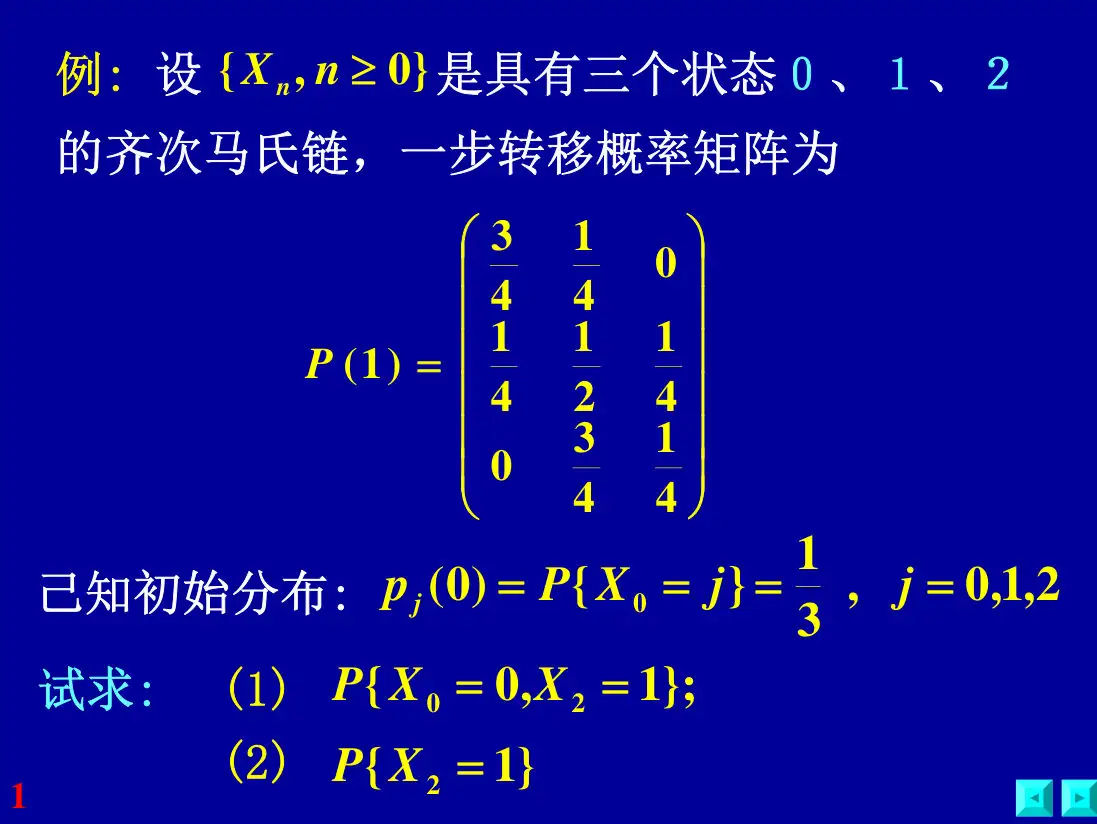 例：设 {Xₙ, n ≥ 0} 是具有三个状态 0 、 1 、 2
的齐次马氏链，一步转移概率矩阵为
P(1) = ( 3/4 1/4 0
1/4 1/2 1/4
0 3/4 1/4 )
已知初始分布： pⱼ(0) = P{X₀ = j} = 1/3 , j = 0,1,2
试求： (1) P{X₀ = 0, X₂ = 1};
(2) P{X₂ = 1}
1